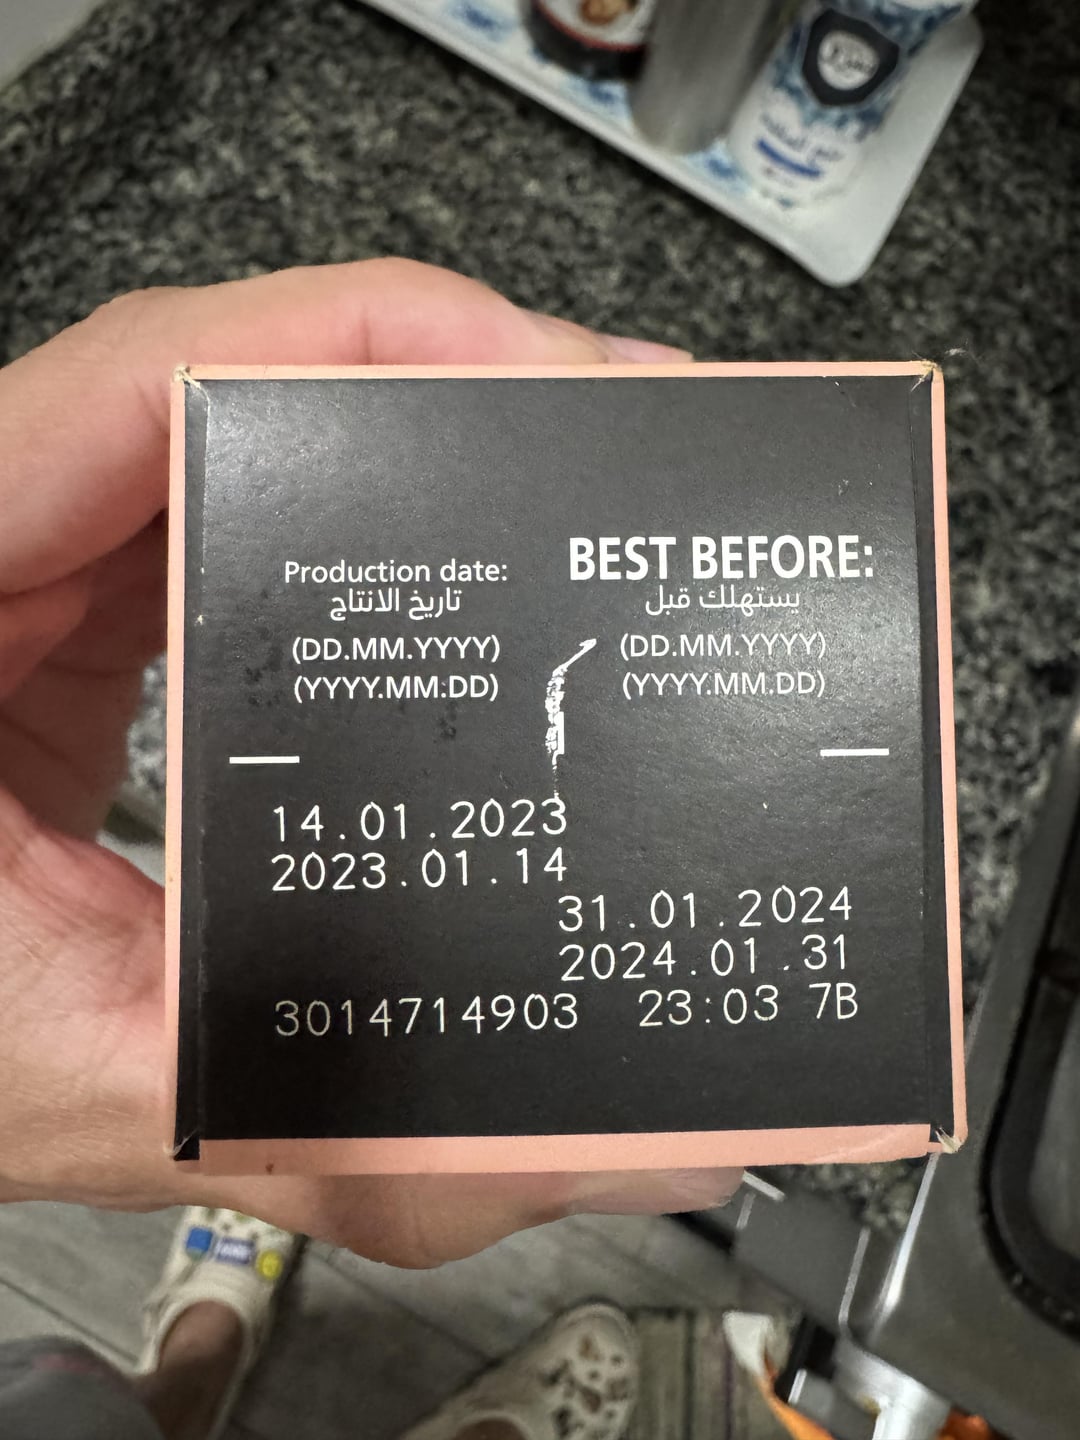 Production date:
تاريخ الانتاج
(DD.MM.YYYY)
(YYYY.MM.DD)
BEST BEFORE:
يستهلك قبل
(DD.MM.YYYY)
(YYYY.MM.DD)
14.01.2023
2023.01.14
31.01.2024
2024.01.31
3014714903 23:03 7B